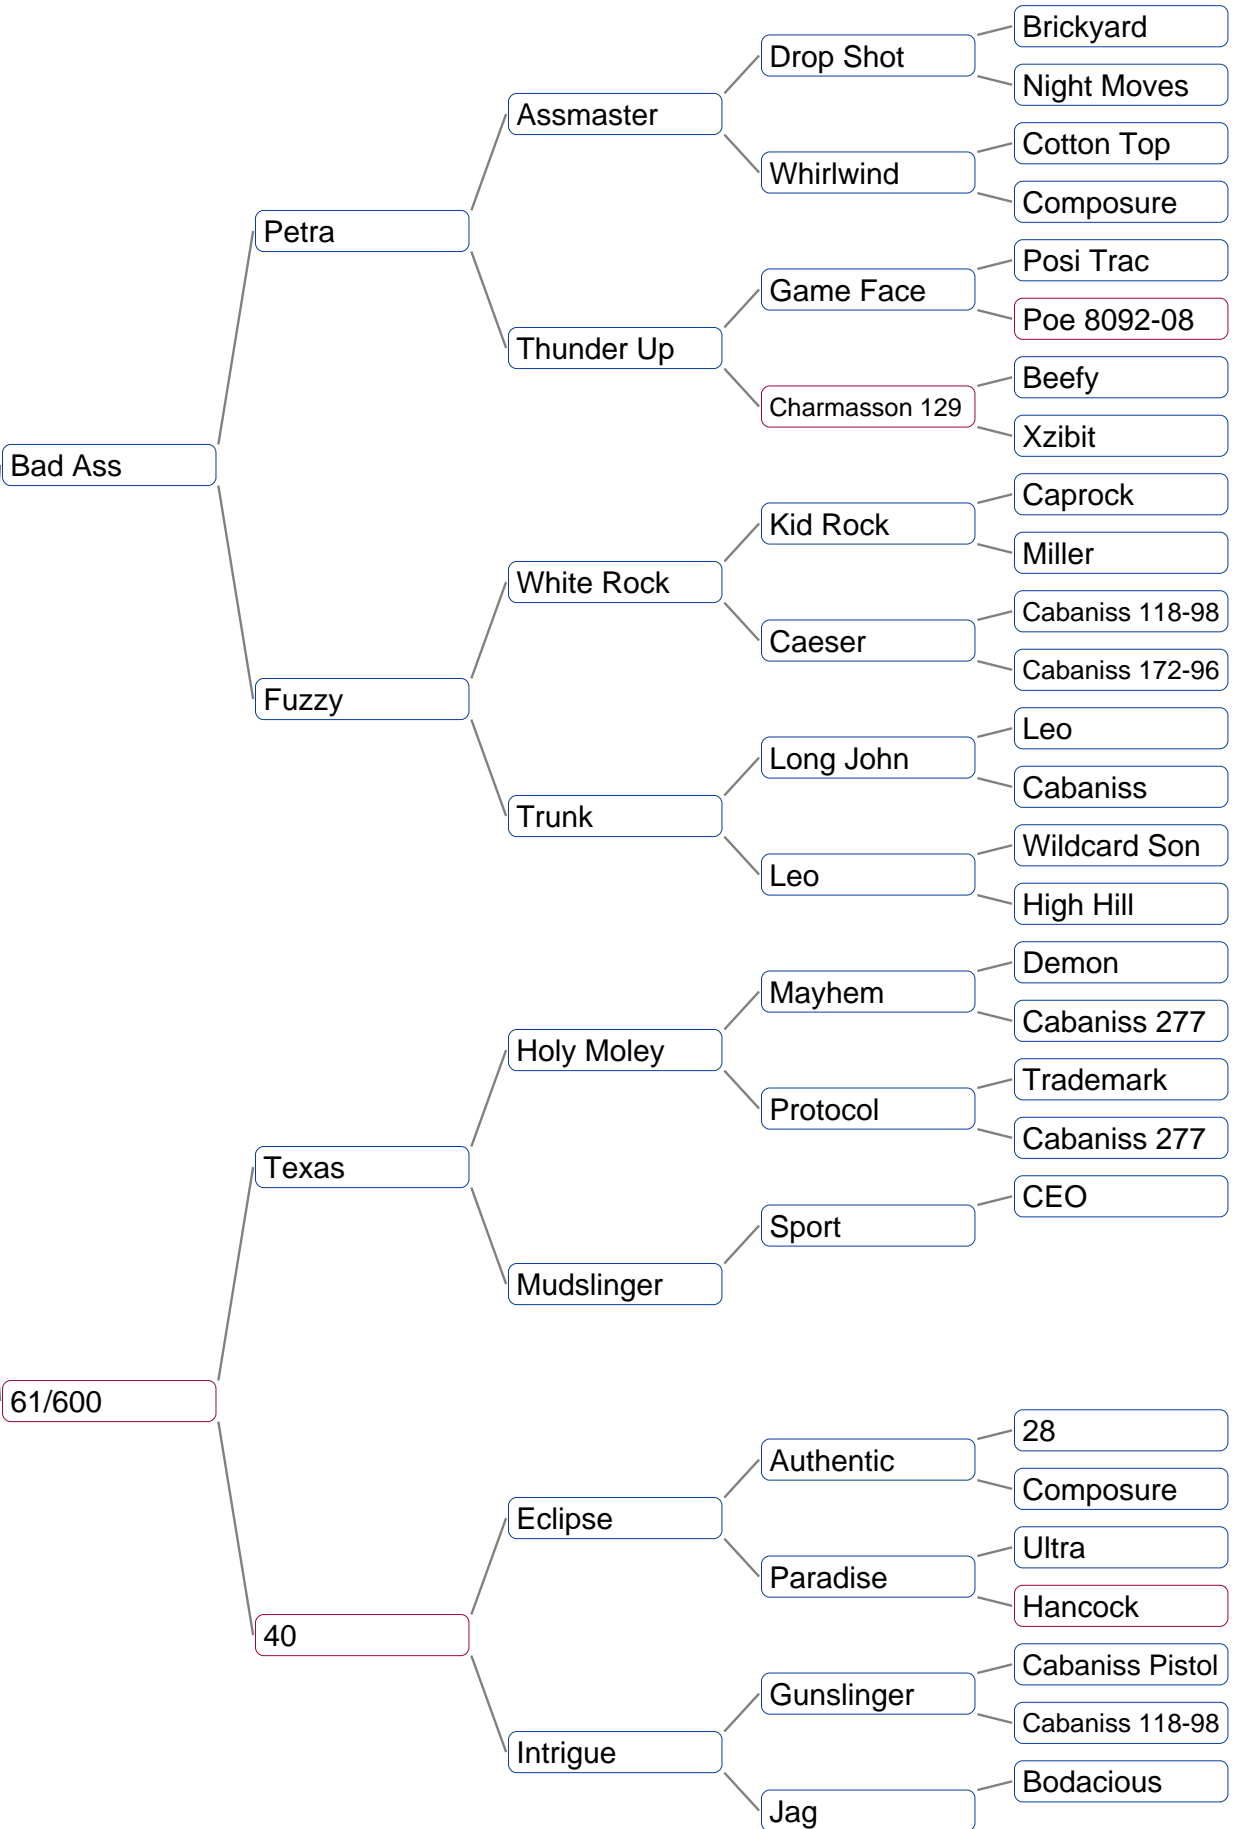 Brickyard
Drop Shot
Night Moves
Assmaster
Cotton Top
Whirlwind
Composure
Petra
Posi Trac
Game Face
Poe 8092-08
Thunder Up
Beefy
Charmasson 129
Xzibit
Bad Ass
Caprock
Kid Rock
Miller
White Rock
Cabaniss 118-98
Caeser
Cabaniss 172-96
Fuzzy
Leo
Long John
Cabaniss
Trunk
Wildcard Son
Leo
High Hill
Demon
Mayhem
Cabaniss 277
Holy Moley
Trademark
Protocol
Cabaniss 277
Texas
CEO
Sport
Mudslinger
61/600
28
Authentic
Composure
Eclipse
Ultra
Paradise
Hancock
40
Cabaniss Pistol
Gunslinger
Cabaniss 118-98
Intrigue
Bodacious
Jag